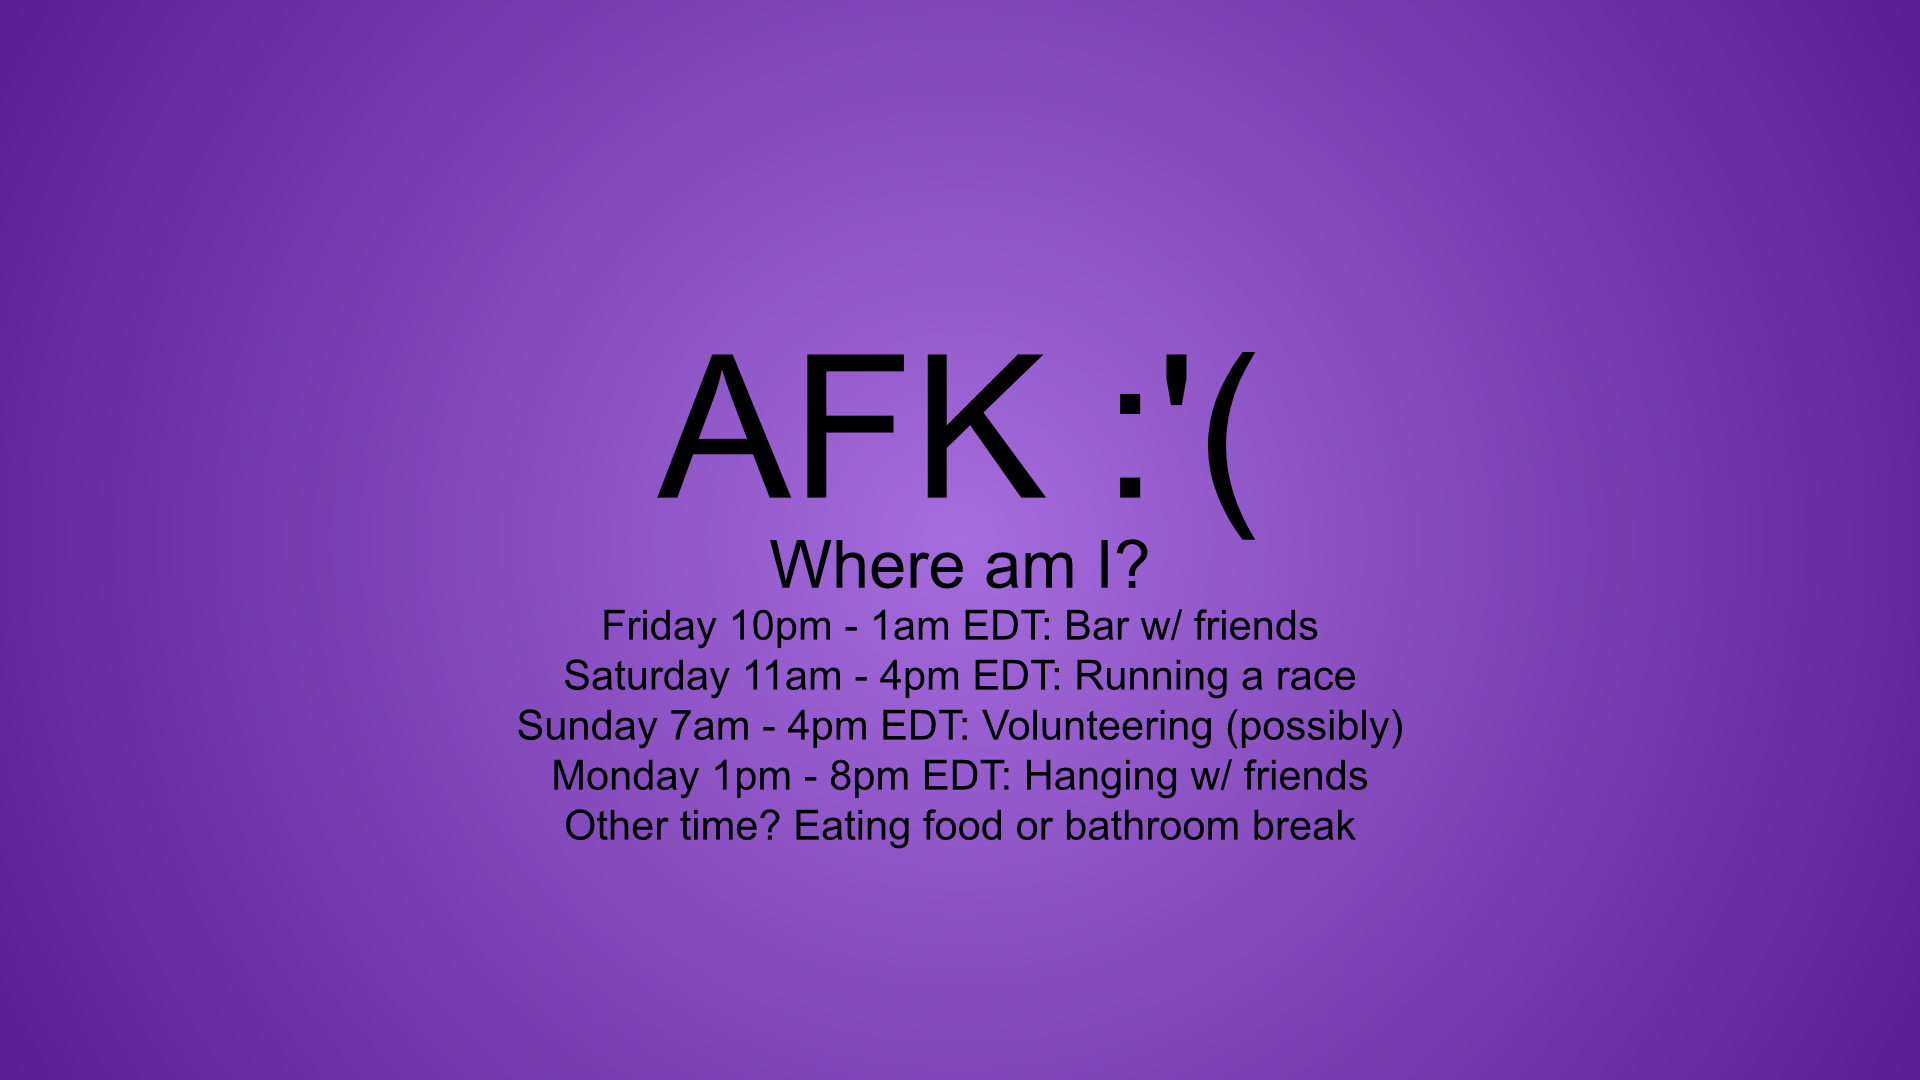 AFK :'(
Where am I?
Friday 10pm - 1am EDT: Bar w/ friends
Saturday 11am - 4pm EDT: Running a race
Sunday 7am - 4pm EDT: Volunteering (possibly)
Monday 1pm - 8pm EDT: Hanging w/ friends
Other time? Eating food or bathroom break